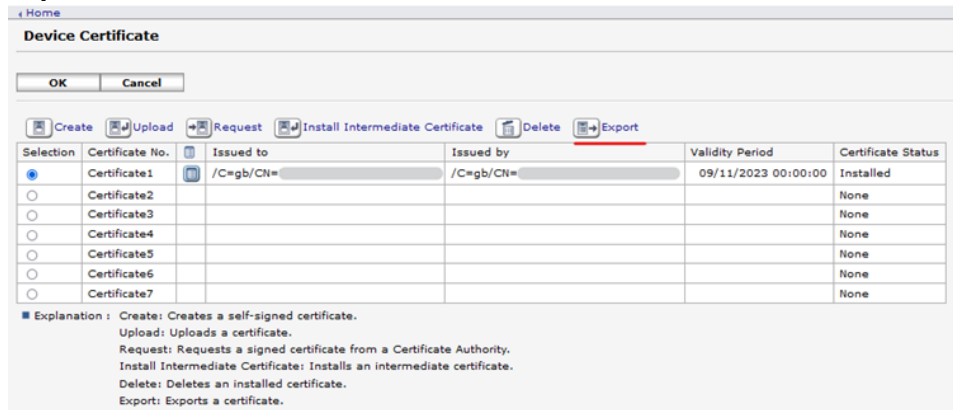 Home
Device Certificate
OK Cancel
Create Upload Request Install Intermediate Certificate Delete Export
Selection Certificate No. Issued to Issued by Validity Period Certificate Status
Certificate1 /C=gb/CN= /C=gb/CN= 09/11/2023 00:00:00 Installed
Certificate2 None
Certificate3 None
Certificate4 None
Certificate5 None
Certificate6 None
Certificate7 None
Explanation : Create: Creates a self-signed certificate.
Upload: Uploads a certificate.
Request: Requests a signed certificate from a Certificate Authority.
Install Intermediate Certificate: Installs an intermediate certificate.
Delete: Deletes an installed certificate.
Export: Exports a certificate.